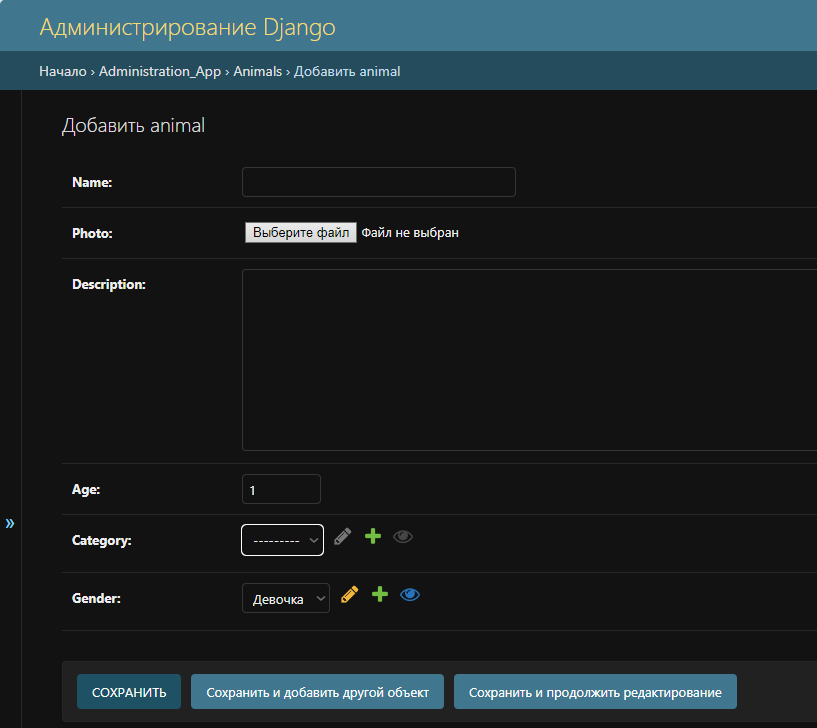 Администрирование Django
Начало › Administration_App › Animals › Добавить animal
Добавить animal
Name:
Photo: Выберите файл Файл не выбран
Description:
Age: 1
»
Category: ---------
Gender: Девочка
СОХРАНИТЬ Сохранить и добавить другой объект Сохранить и продолжить редактирование